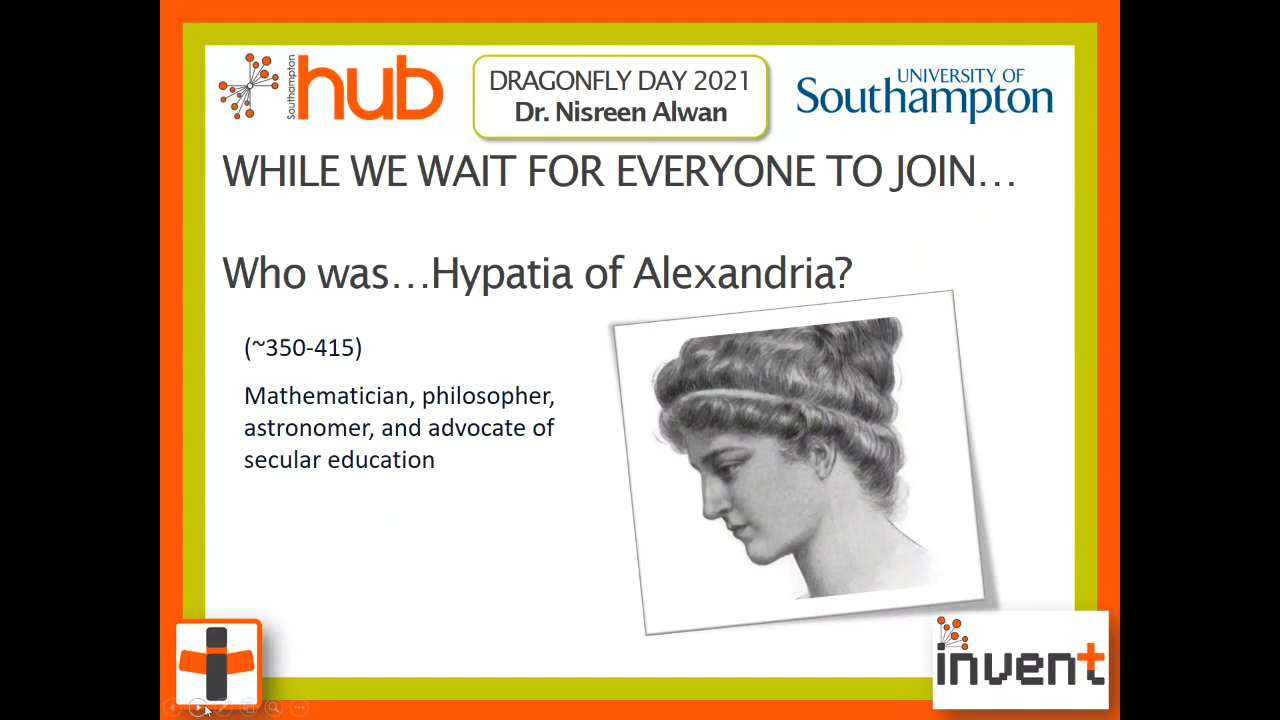 Southampton
hub
DRAGONFLY DAY 2021
Dr. Nisreen Alwan
UNIVERSITY OF
Southampton
WHILE WE WAIT FOR EVERYONE TO JOIN…
Who was…Hypatia of Alexandria?
(~350-415)
Mathematician, philosopher,
astronomer, and advocate of
secular education
invent